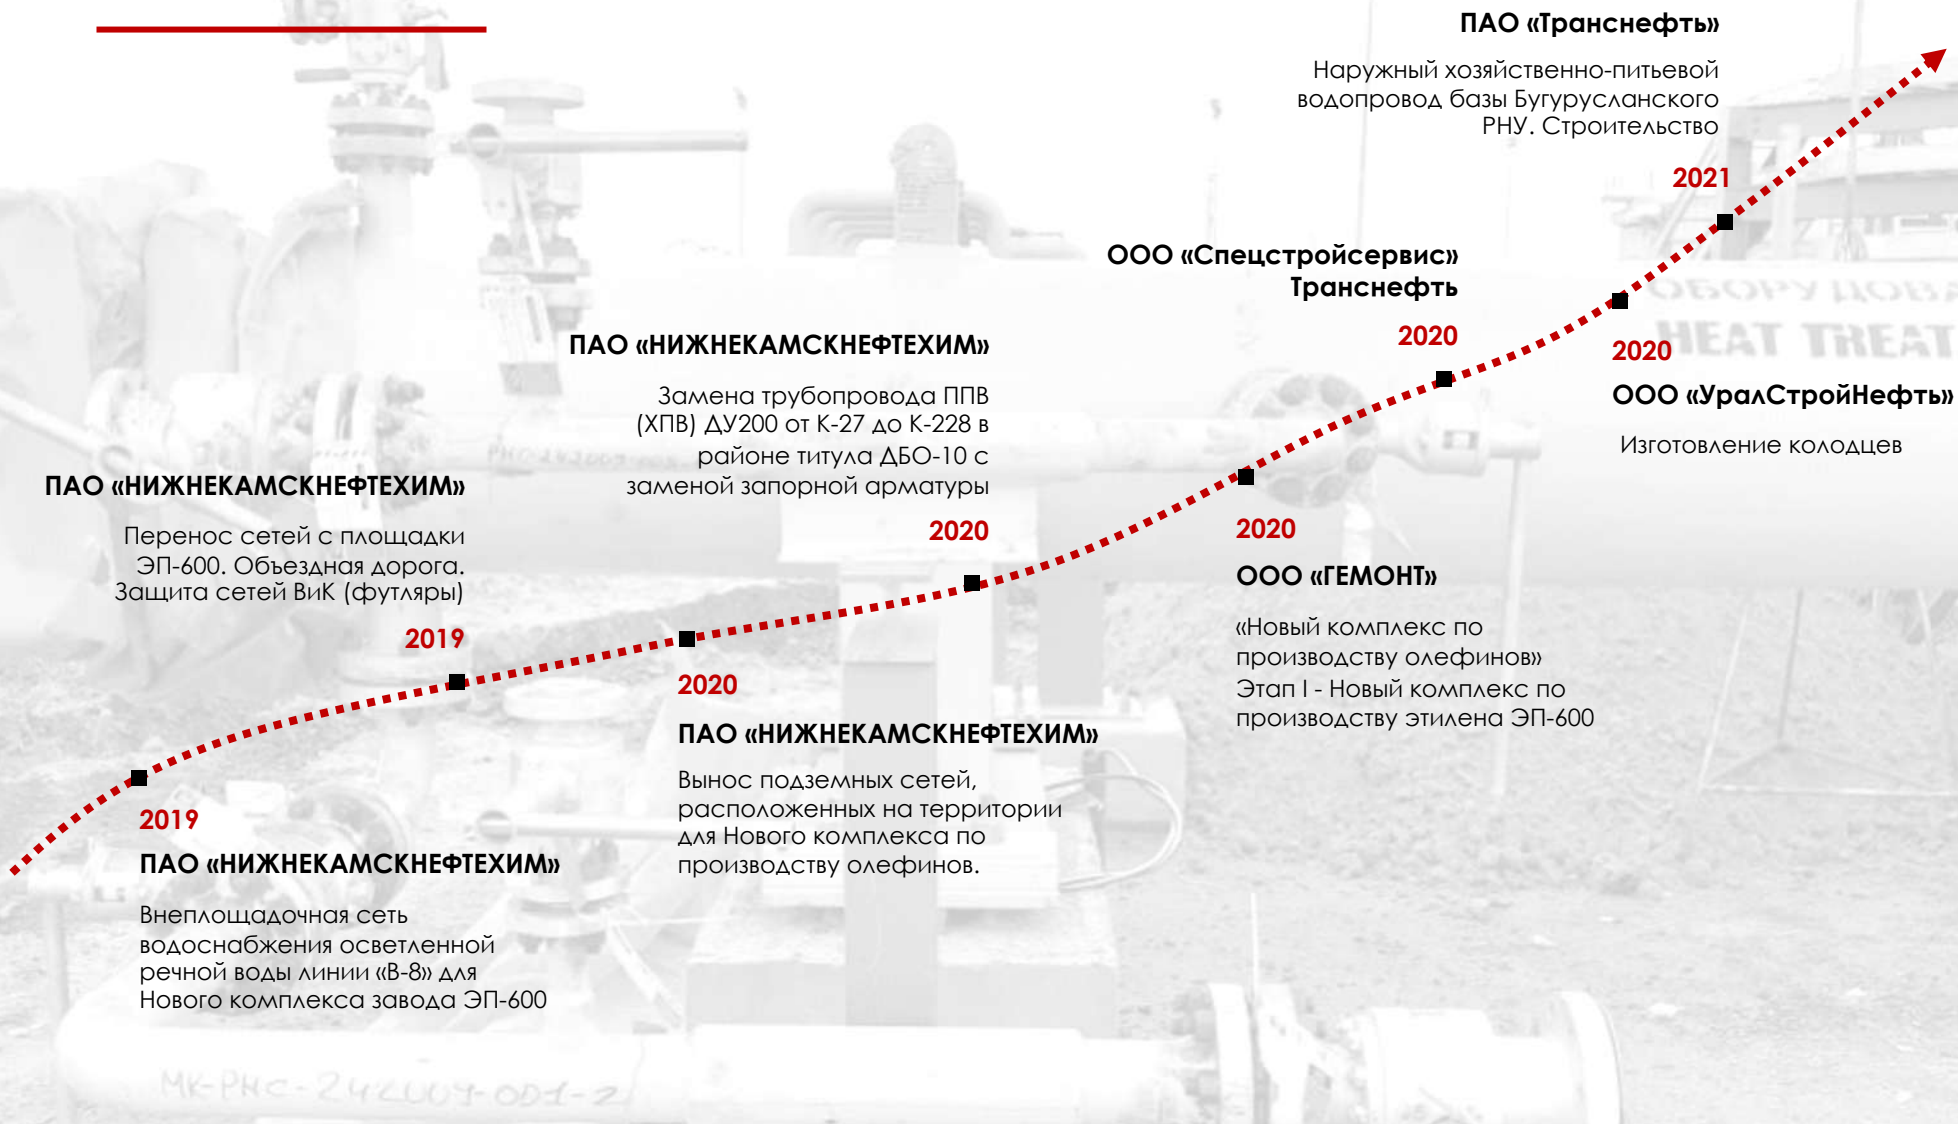 ПАО «Транснефть»
Наружный хозяйственно-питьевой
водопровод базы Бугурусланского
РНУ. Строительство
2021
ООО «Спецстройсервис»
Транснефть
2020
2020
ООО «УралСтройНефть»
Изготовление колодцев
ПАО «НИЖНЕКАМСКНЕФТЕХИМ»
Замена трубопровода ППВ
(ХПВ) ДУ200 от К-27 до К-228 в
районе титула ДБО-10 с
заменой запорной арматуры
2020
2020
ООО «ГЕМОНТ»
«Новый комплекс по
производству олефинов»
Этап I - Новый комплекс по
производству этилена ЭП-600
ПАО «НИЖНЕКАМСКНЕФТЕХИМ»
Перенос сетей с площадки
ЭП-600. Объездная дорога.
Защита сетей ВиК (футляры)
2019
2020
ПАО «НИЖНЕКАМСКНЕФТЕХИМ»
Вынос подземных сетей,
расположенных на территории
для Нового комплекса по
производству олефинов.
2019
ПАО «НИЖНЕКАМСКНЕФТЕХИМ»
Внеплощадочная сеть
водоснабжения осветленной
речной воды линии «В-8» для
Нового комплекса завода ЭП-600
HEAT TREAT